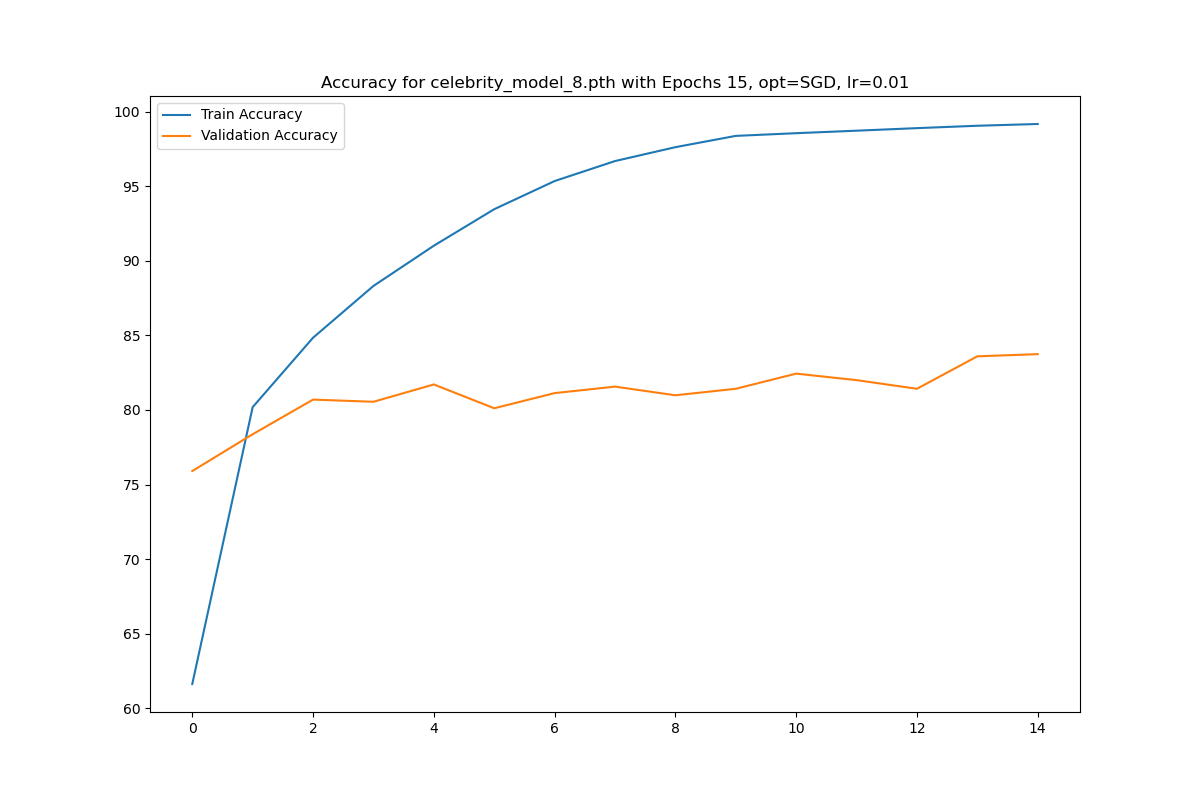 Accuracy for celebrity_model_8.pth with Epochs 15, opt=SGD, lr=0.01
Train Accuracy
Validation Accuracy
100
95
90
85
80
75
70
65
60
0 2 4 6 8 10 12 14